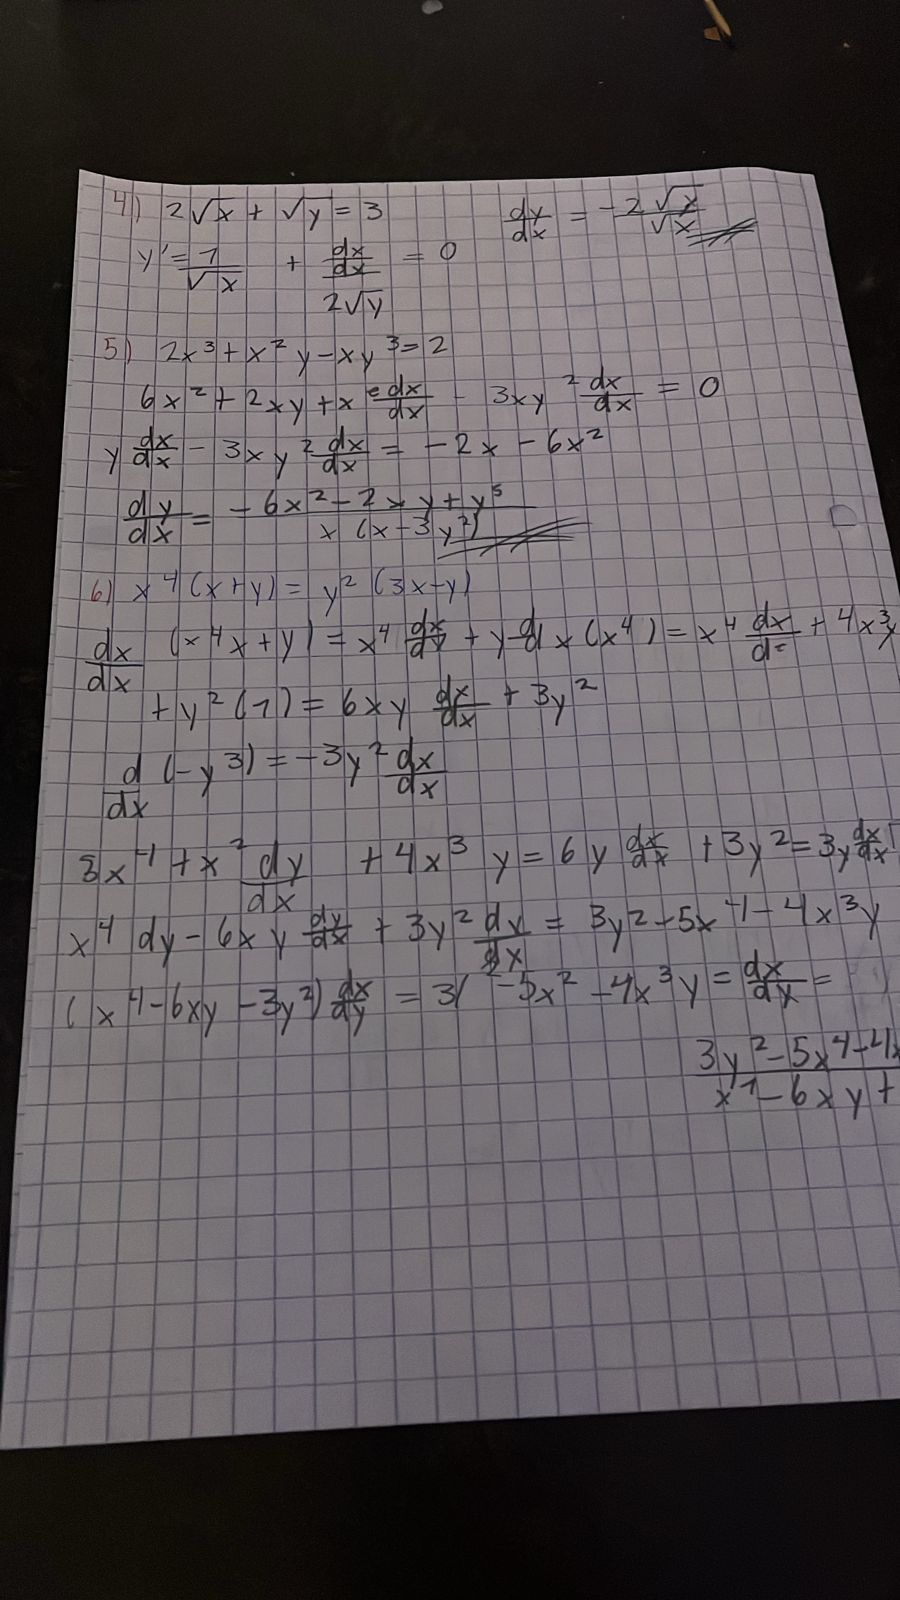 4) 2√x + √y = 3
dy/dx = -2√x/√x
y' = 1/√x + (dx/dx)/(2√y) = 0
5) 2x³+x²y-xy³=2
6x²+2xy+x² dx/dx - 3xy² dx/dx = 0
y dx/dx - 3xy² dx/dx = -2x - 6x²
dy/dx = (-6x²-2xy+y⁵)/(x(x-3y²))
6) x⁴(x+y) = y²(3x-y)
dx/dx (x⁴x+y) = x⁴ dx/dx + y d/dx(x⁴) = x⁴ dx/d= + 4x³y
+y²(1) = 6xy dx/dx + 3y²
d/dx (-y³) = -3y² dx/dx
3x⁴+x² dy/dx + 4x³ y = 6y dx/dx + 3y² = 3y dx/dx
x⁴ dy - 6xy dy/dx + 3y² dy/dx = 3y²-5x⁴-4x³y
(x⁴-6xy-3y²) dx/dy = 3( -5x² -4x³y = dx/dy =
(3y²-5x⁴-4x)/(x⁴-6xy+